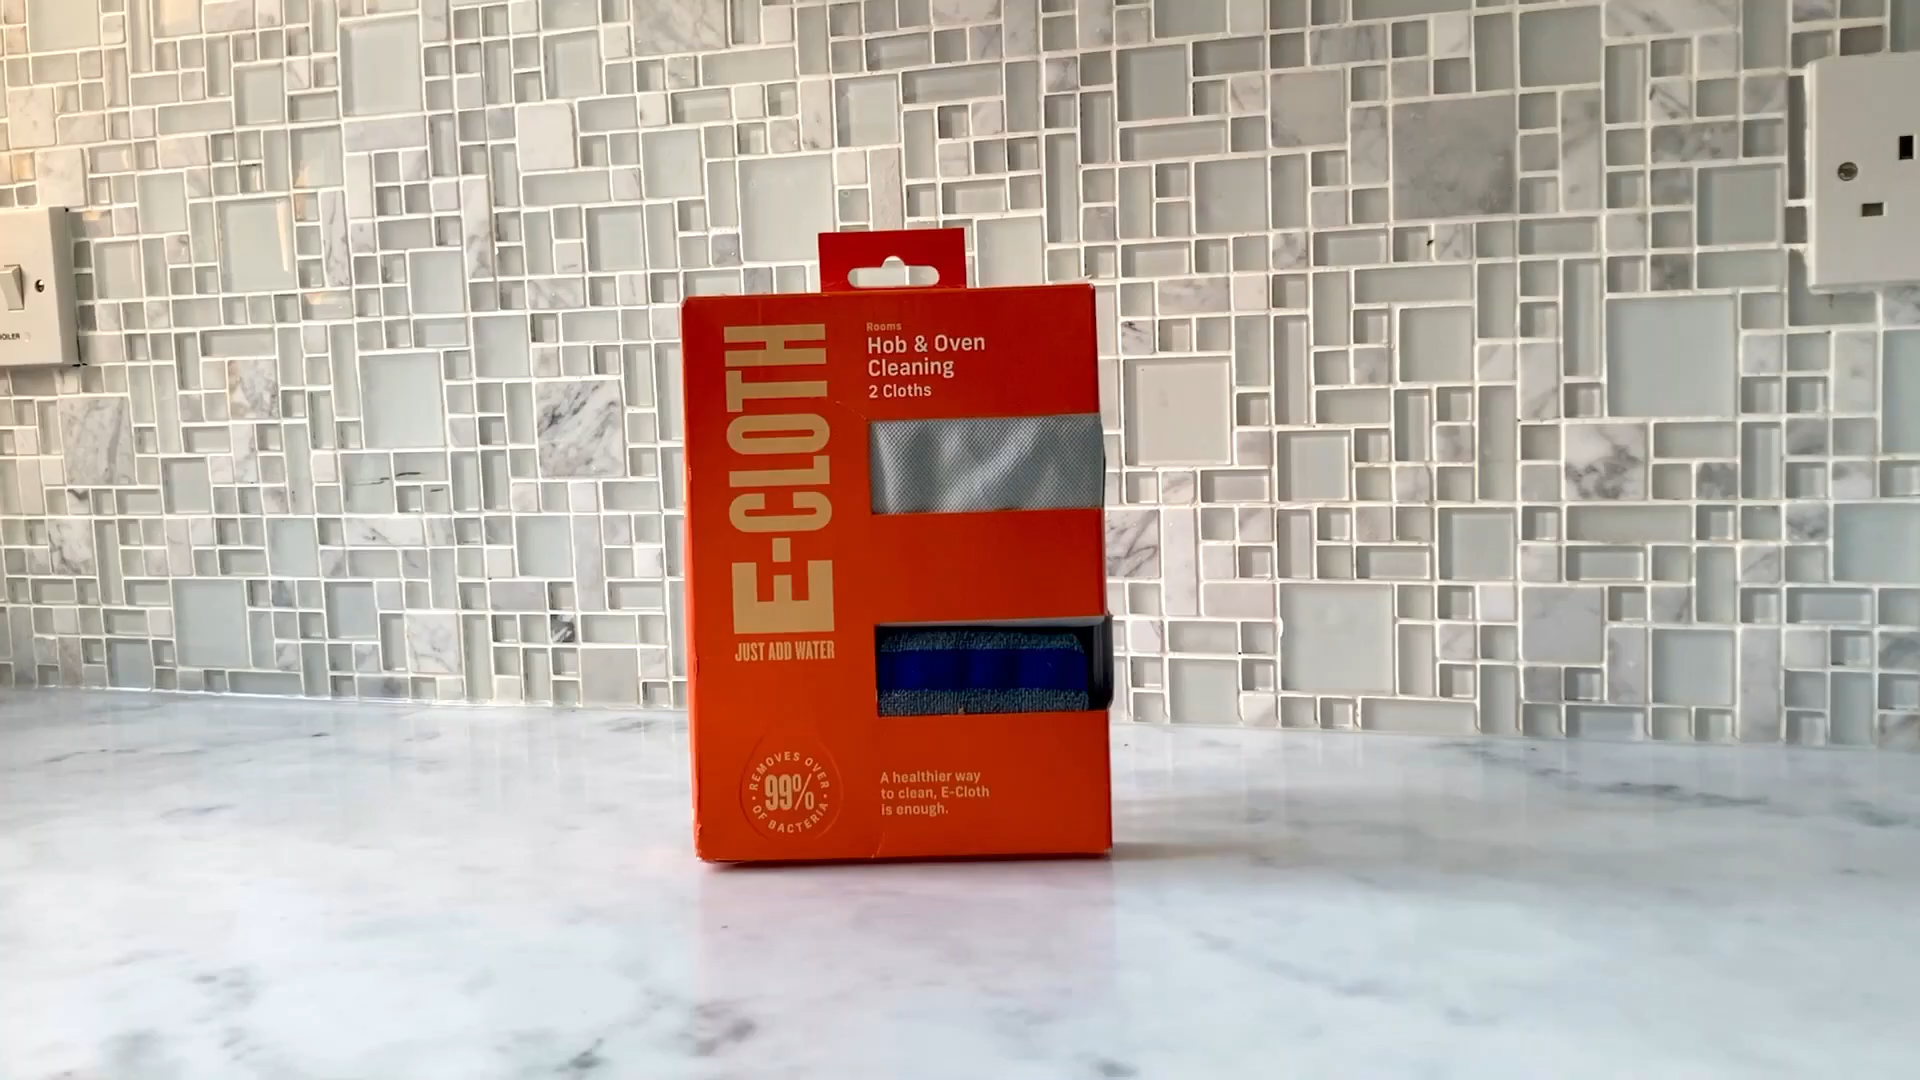 E-CLOTH
JUST ADD WATER
Rooms
Hob & Oven
Cleaning
2 Cloths
REMOVES OVER
99%
OF BACTERIA
A healthier way
to clean, E-Cloth
is enough.